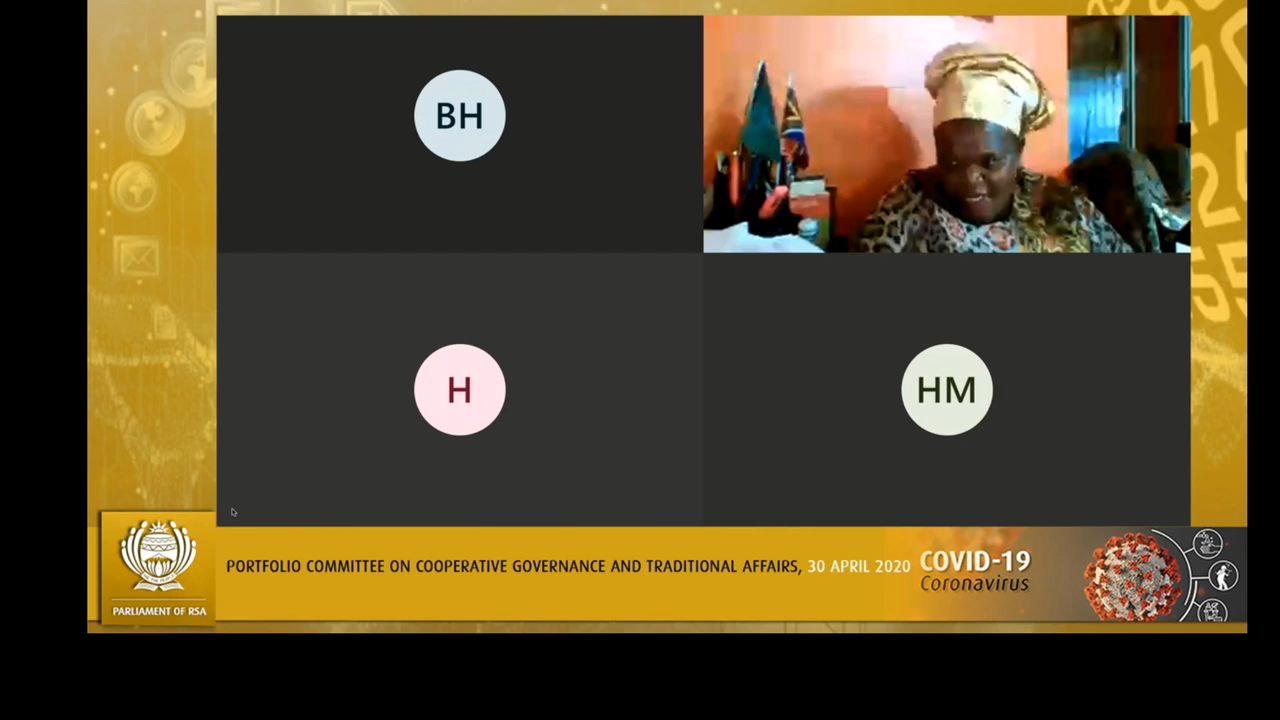 BH
H
HM
PORTFOLIO COMMITTEE ON COOPERATIVE GOVERNANCE AND TRADITIONAL AFFAIRS, 30 APRIL 2020
COVID-19
Coronavirus
PARLIAMENT OF RSA